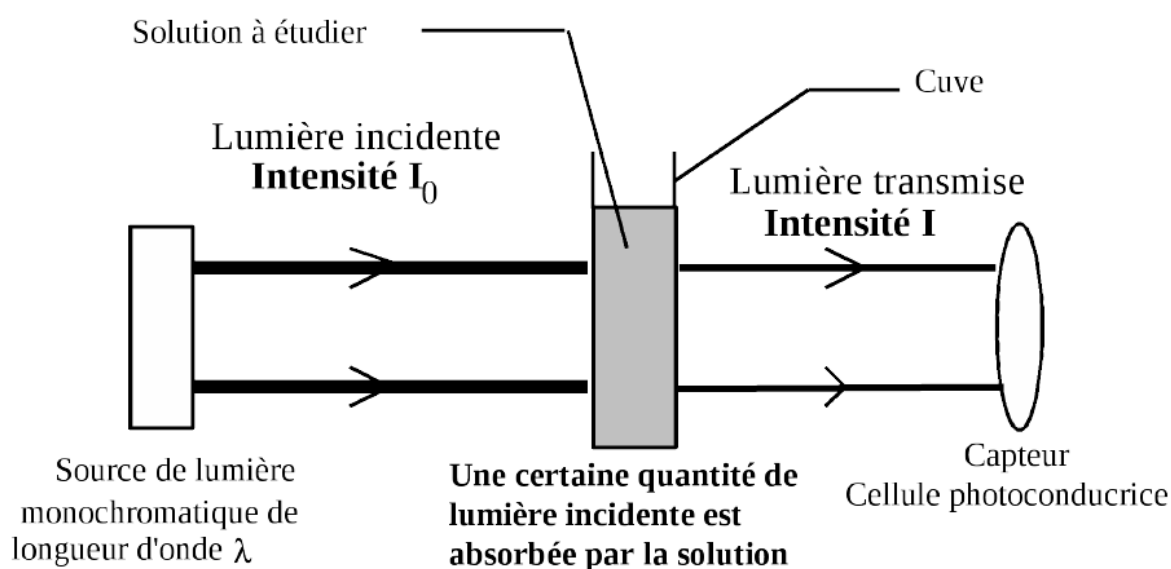 Solution à étudier
Cuve
Lumière incidente
Intensité I0
Lumière transmise
Intensité I
Source de lumière
monochromatique de
longueur d'onde λ
Une certaine quantité de
lumière incidente est
absorbée par la solution
Capteur
Cellule photoconducrice